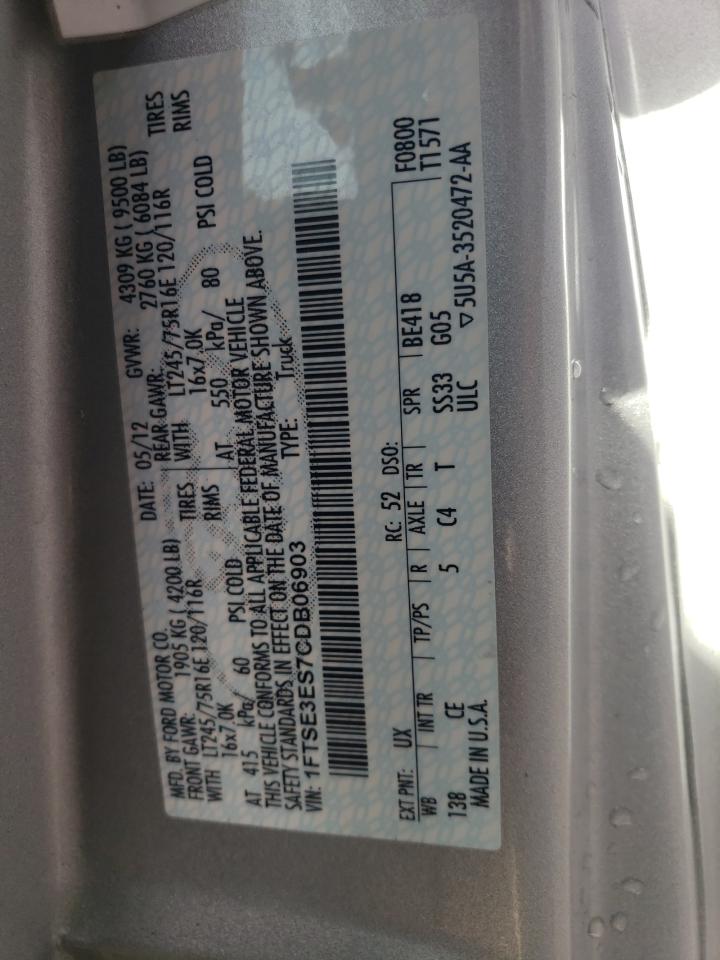 MFD. BY FORD MOTOR CO.
DATE: 05/12 GVWR: 4309 KG ( 9500 LB)
FRONT GAWR: 1905 KG ( 4200 LB) REAR GAWR: 2760 KG ( 6084 LB)
WITH LT245/75R16E 120/116R TIRES WITH LT245/75R16E 120/116R TIRES
16x7.0K RIMS 16x7.0K RIMS
AT 415 kPa/ 60 PSI COLD AT 550 kPa/ 80 PSI COLD
THIS VEHICLE CONFORMS TO ALL APPLICABLE FEDERAL MOTOR VEHICLE
SAFETY STANDARDS IN EFFECT ON THE DATE OF MANUFACTURE SHOWN ABOVE.
VIN: 1FTSE3ES7CDB06903 TYPE: Truck
F0800
T1571
EXT PNT: UX RC: 52 DSO:
WB INT TR TP/PS R AXLE TR SPR BE418
138 CE 5 C4 T SS33 G05
MADE IN U.S.A. ULC ▽5U5A-3520472-AA